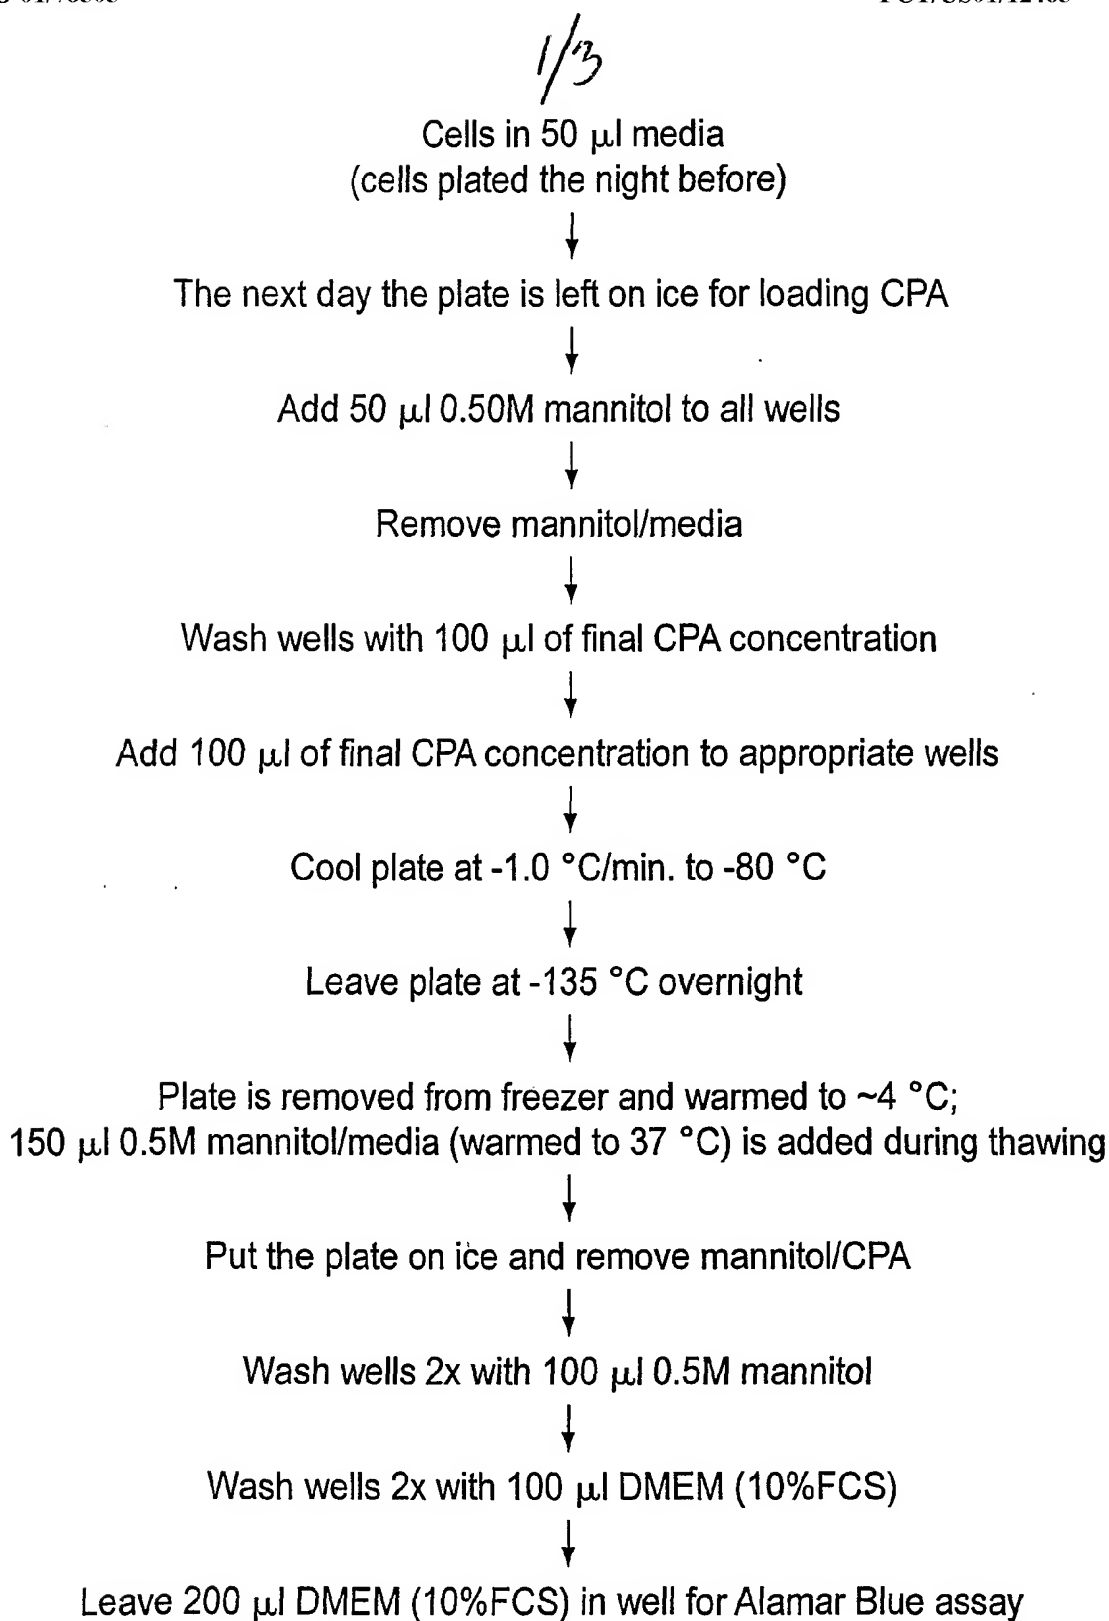 1/3
Cells in 50 μl media
(cells plated the night before)
The next day the plate is left on ice for loading CPA
Add 50 μl 0.50M mannitol to all wells
Remove mannitol/media
Wash wells with 100 μl of final CPA concentration
Add 100 μl of final CPA concentration to appropriate wells
Cool plate at -1.0 °C/min. to -80 °C
Leave plate at -135 °C overnight
Plate is removed from freezer and warmed to ~4 °C;
150 μl 0.5M mannitol/media (warmed to 37 °C) is added during thawing
Put the plate on ice and remove mannitol/CPA
Wash wells 2x with 100 μl 0.5M mannitol
Wash wells 2x with 100 μl DMEM (10%FCS)
Leave 200 μl DMEM (10%FCS) in well for Alamar Blue assay